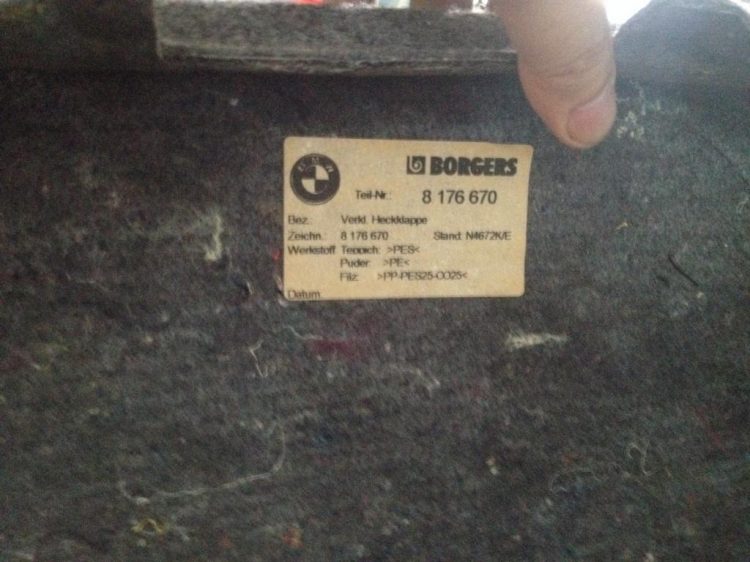 BMW
BORGERS
Teil-Nr.: 8 176 670
Bez.: Verkl. Heckklappe
Zeichn.: 8 176 670 Stand: N4672K/E
Werkstoff Teppich: >PES<
Puder: >PE<
Filz: >PP-PES25-CO25<
Datum